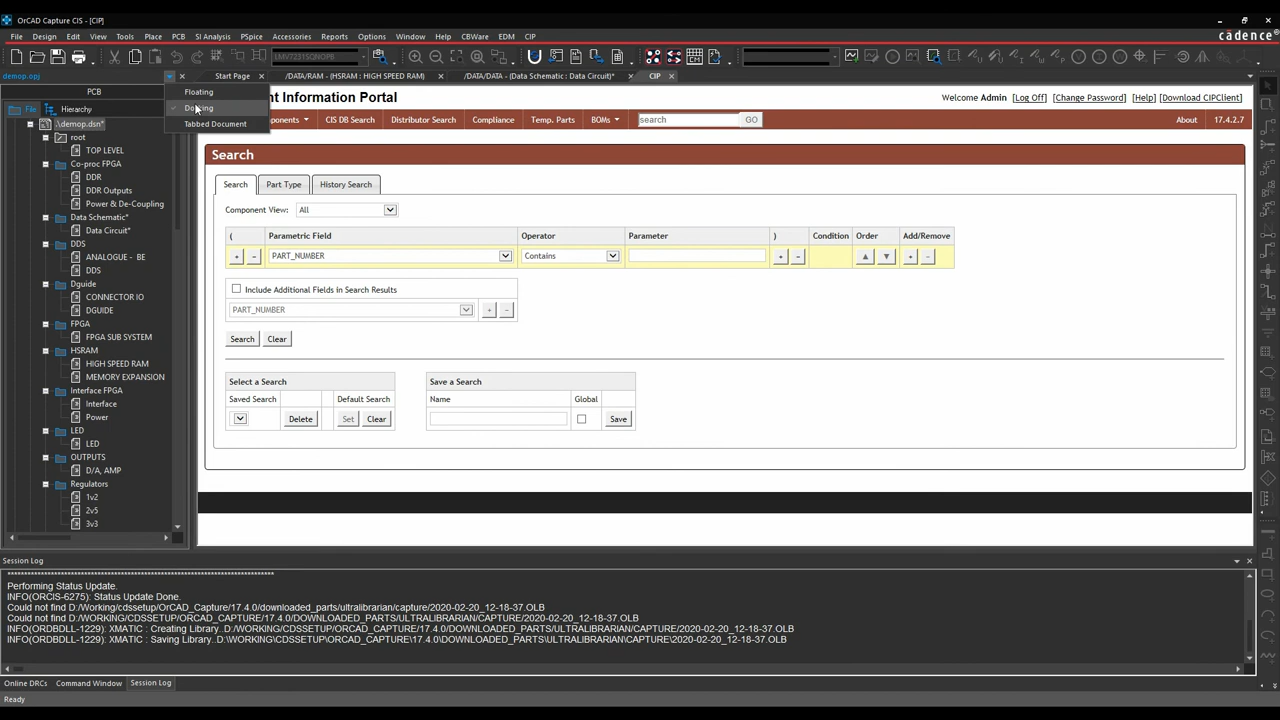 OrCAD Capture CIS - [CIP]
File Design Edit View Tools Place PCB SI Analysis PSpice Accessories Reports Options Window Help CBWare EDM CIP
cādence
LMV7231SQNOPB
demop.opj
Start Page /DATA/RAM - (HSRAM : HIGH SPEED RAM) /DATA/DATA - (Data Schematic : Data Circuit)* CIP
PCB
Floating
Docking
Tabbed Document
nt Information Portal
Welcome Admin [Log Off] [Change Password] [Help] [Download CIPClient]
File Hierarchy
onents CIS DB Search Distributor Search Compliance Temp. Parts BOMs search GO About 17.4.2.7
.\demop.dsn*
root
TOP LEVEL
Co-proc FPGA
DDR
DDR Outputs
Power & De-Coupling
Data Schematic*
Data Circuit*
DDS
ANALOGUE - BE
DDS
Dguide
CONNECTOR IO
DGUIDE
FPGA
FPGA SUB SYSTEM
HSRAM
HIGH SPEED RAM
MEMORY EXPANSION
Interface FPGA
Interface
Power
LED
LED
OUTPUTS
D/A, AMP
Regulators
1v2
2v5
3v3
Search
Search Part Type History Search
Component View: All
( Parametric Field Operator Parameter ) Condition Order Add/Remove
+ - PART_NUMBER Contains + - ▲ ▼ + -
Include Additional Fields in Search Results
PART_NUMBER + -
Search Clear
Select a Search Save a Search
Saved Search Default Search Name Global
Delete Set Clear Save
Session Log
********************************************************************************
Performing Status Update.
INFO(ORCIS-6275): Status Update Done.
Could not find D:/Working/cdssetup/OrCAD_Capture/17.4.0/downloaded_parts/ultralibrarian/capture/2020-02-20_12-18-37.OLB
Could not find D:/WORKING/CDSSETUP/ORCAD_CAPTURE/17.4.0/DOWNLOADED_PARTS/ULTRALIBRARIAN/CAPTURE/2020-02-20_12-18-37.OLB
INFO(ORDBDLL-1229): XMATIC : Creating Library..D:/WORKING/CDSSETUP/ORCAD_CAPTURE/17.4.0/DOWNLOADED_PARTS/ULTRALIBRARIAN/CAPTURE/2020-02-20_12-18-37.OLB
INFO(ORDBDLL-1229): XMATIC : Saving Library..D:\WORKING\CDSSETUP\ORCAD_CAPTURE\17.4.0\DOWNLOADED_PARTS\ULTRALIBRARIAN\CAPTURE\2020-02-20_12-18-37.OLB
Online DRCs Command Window Session Log
Ready